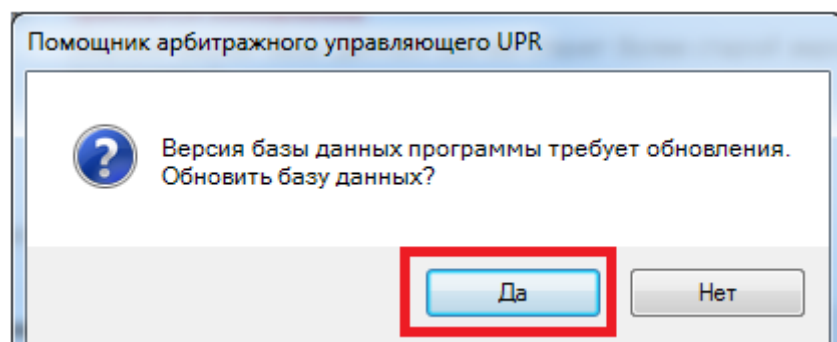 Помощник арбитражного управляющего UPR
Версия базы данных программы требует обновления.
Обновить базу данных?
Да
Нет